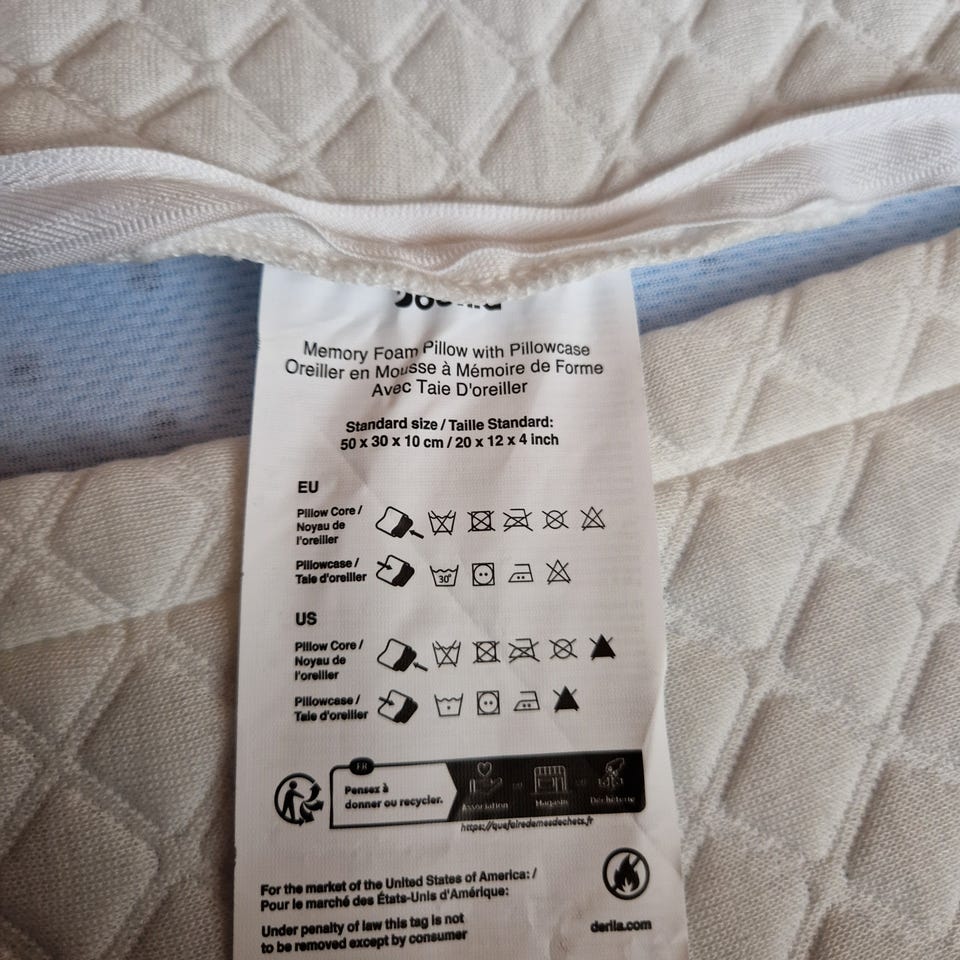 Memory Foam Pillow with Pillowcase
Oreiller en Mousse à Mémoire de Forme
Avec Taie D'oreiller
Standard size / Taille Standard:
50 x 30 x 10 cm / 20 x 12 x 4 inch
EU
Pillow Core /
Noyau de
l'oreiller
Pillowcase /
Taie d'oreiller
30°
US
Pillow Core /
Noyau de
l'oreiller
Pillowcase /
Taie d'oreiller
FR
Pensez à
donner ou recycler.
Association
Magasin
Déchèterie
https://quefairedemesdechets.fr
For the market of the United States of America: /
Pour le marché des États-Unis d'Amérique:
Under penalty of law this tag is not
to be removed except by consumer
derila.com